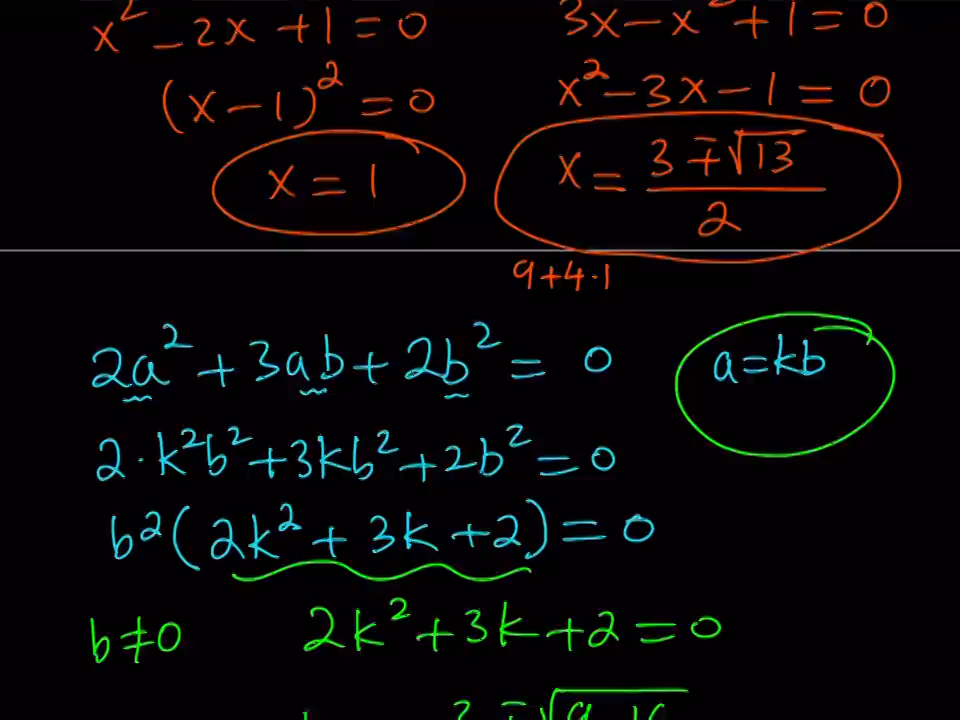 x² - 2x + 1 = 0
3x - x² + 1 = 0
(x - 1)² = 0
x² - 3x - 1 = 0
x = 1
x = (3 ∓ √13)/2
9+4·1
2a² + 3ab + 2b² = 0
a = kb
2·k²b² + 3kb² + 2b² = 0
b²(2k² + 3k + 2) = 0
b ≠ 0
2k² + 3k + 2 = 0